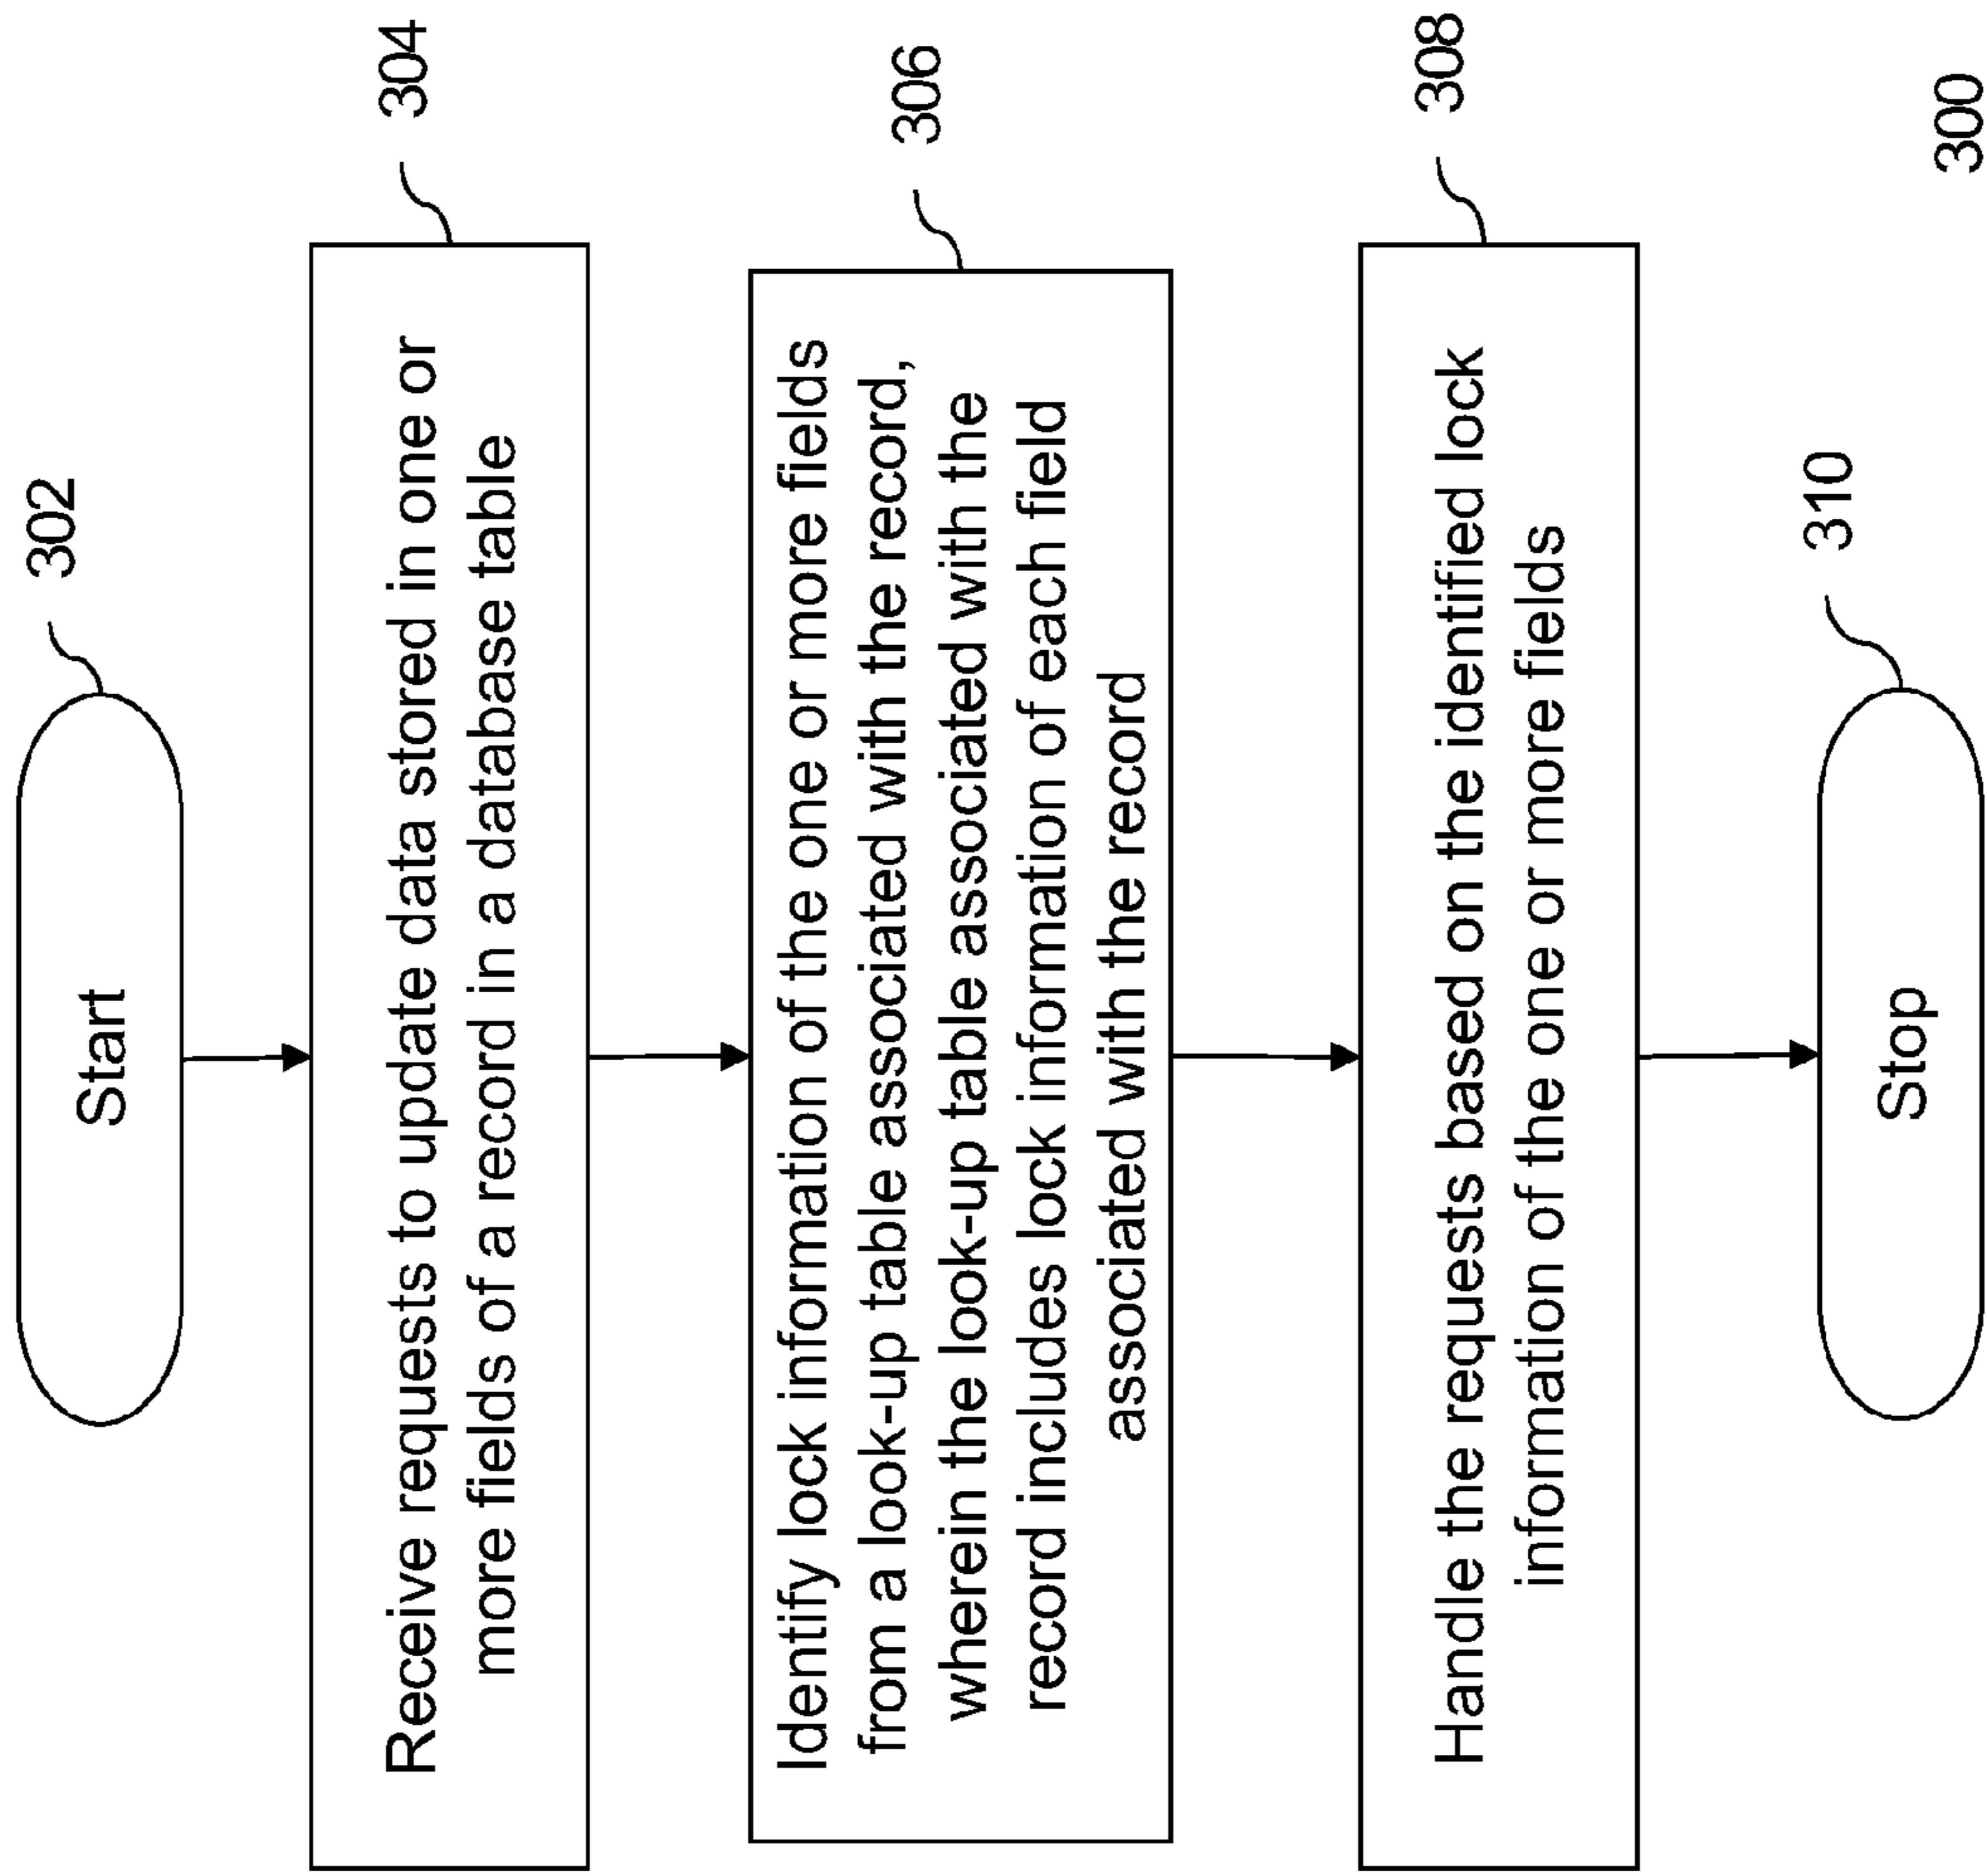 Start
302
Receive requests to update data stored in one or
more fields of a record in a database table
304
Identify lock information of the one or more fields
from a look-up table associated with the record,
wherein the look-up table associated with the
record includes lock information of each field
associated with the record
306
Handle the requests based on the identified lock
information of the one or more fields
308
Stop
310
300